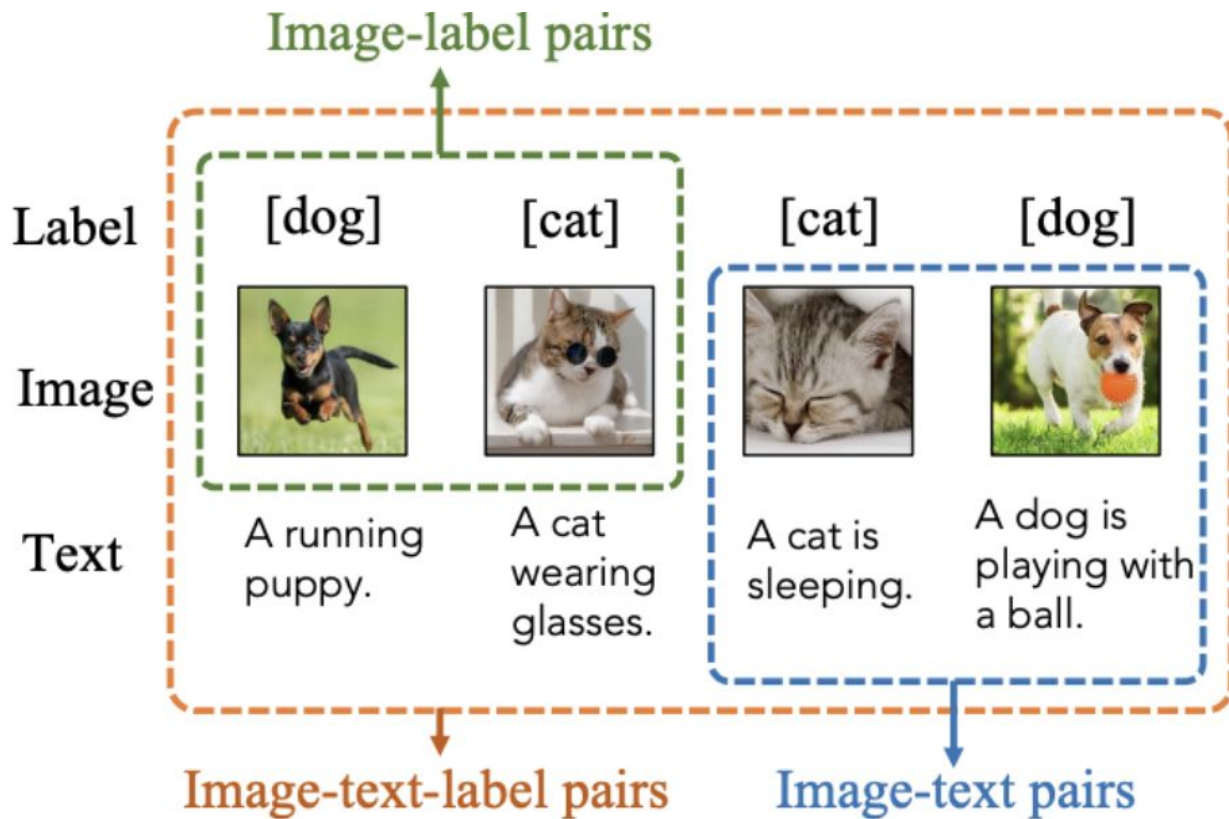 Image-label pairs
Label [dog] [cat] [cat] [dog]
Image
Text
A running
puppy.
A cat
wearing
glasses.
A cat is
sleeping.
A dog is
playing with
a ball.
Image-text-label pairs
Image-text pairs